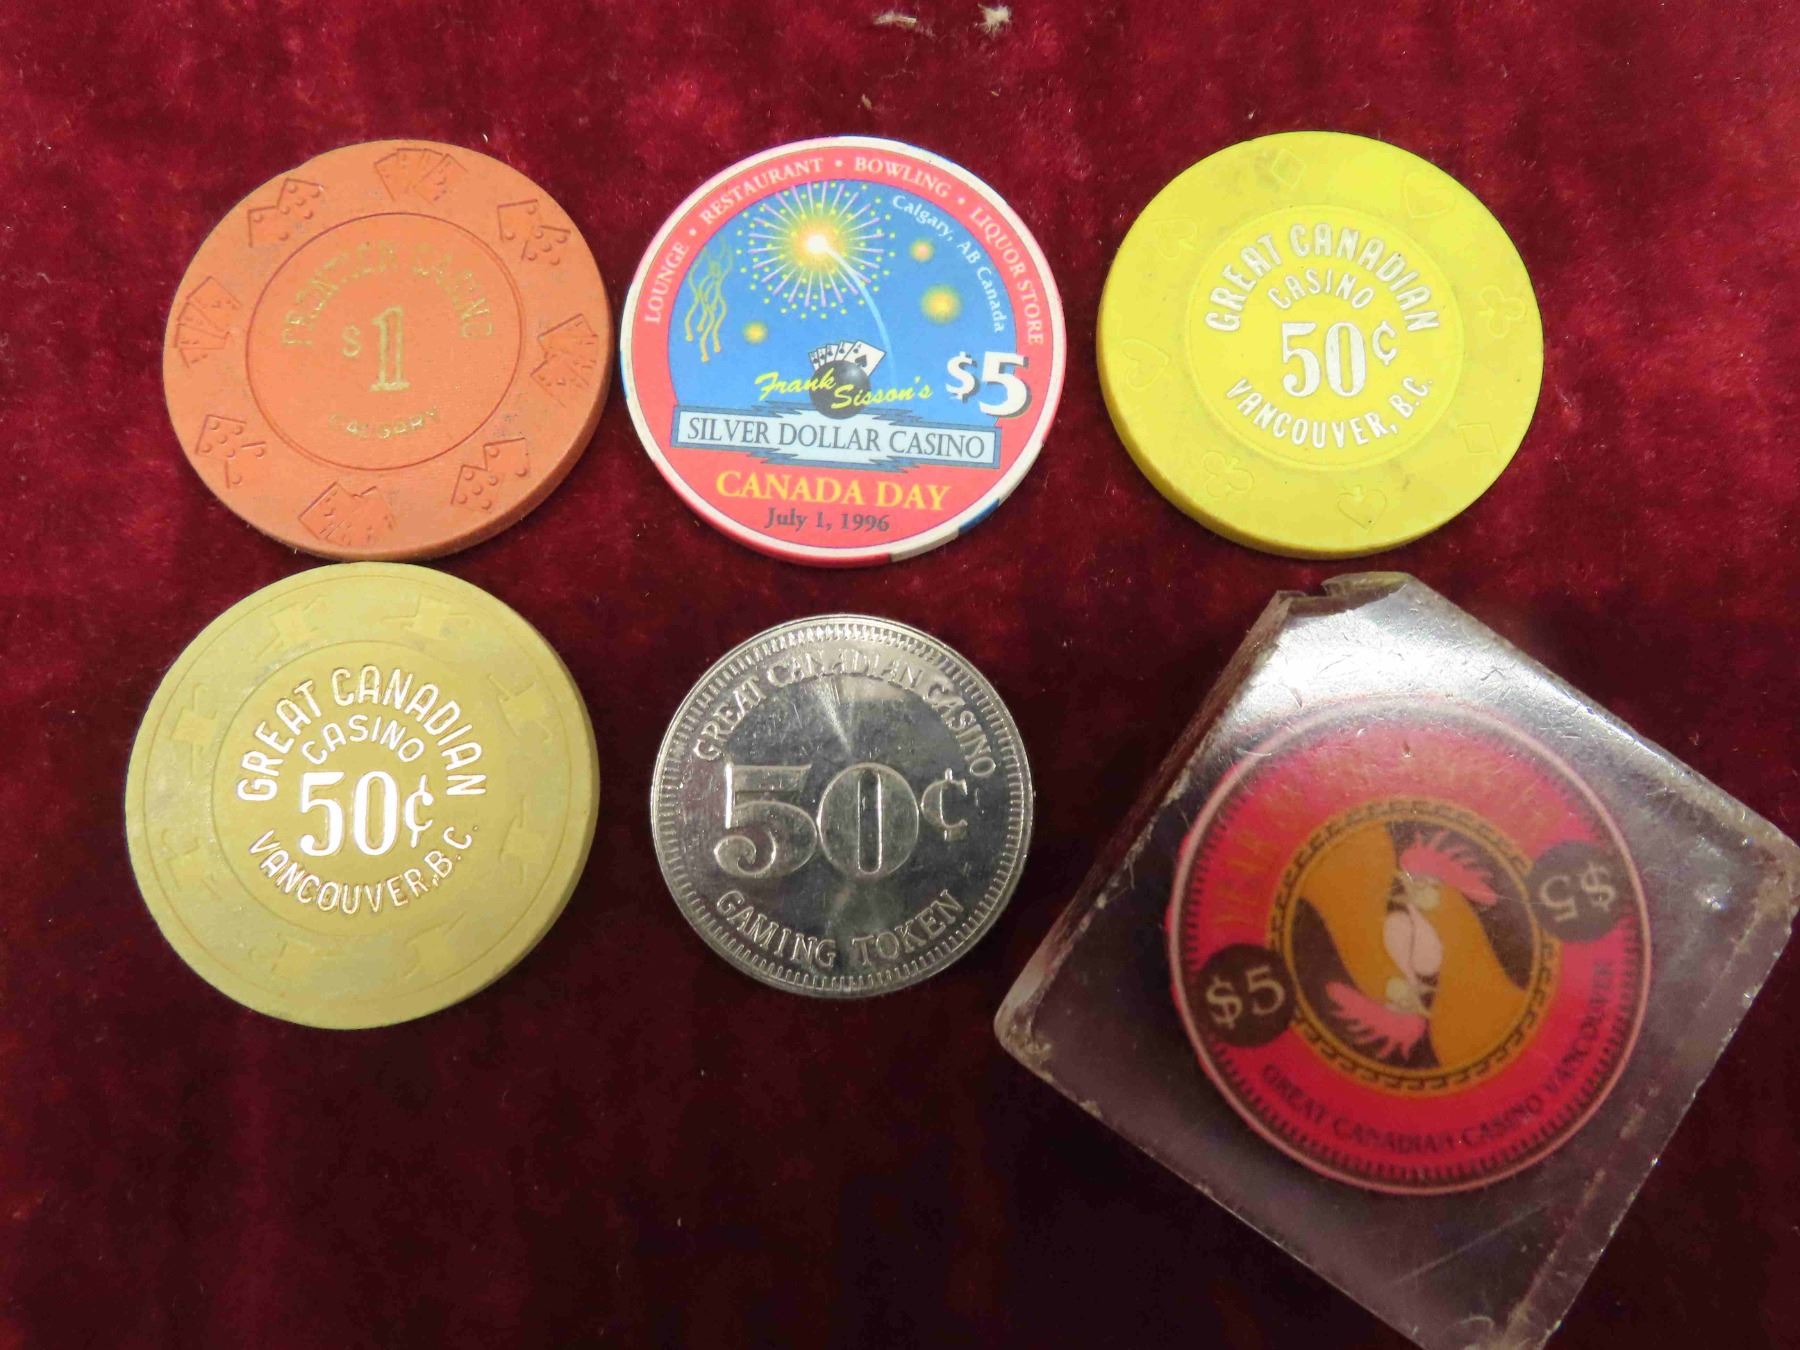 FRONTIER CASINO
$1
CALGARY
LOUNGE • RESTAURANT • BOWLING • LIQUOR STORE
Calgary, AB Canada
$5
Frank Sisson's
SILVER DOLLAR CASINO
CANADA DAY
July 1, 1996
GREAT CANADIAN
CASINO
50¢
VANCOUVER, B.C.
GREAT CANADIAN
CASINO
50¢
VANCOUVER, B.C.
GREAT CANADIAN CASINO
50¢
GAMING TOKEN
YEAR
$5
$5
GREAT CANADIAN CASINO VANCOUVER